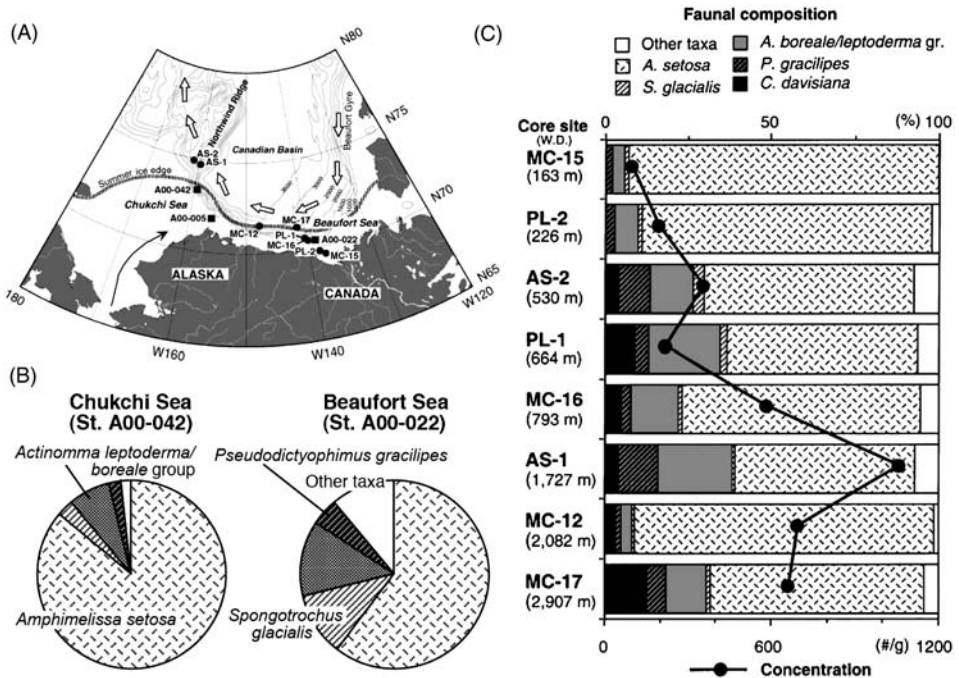 (A)
N80
N75
N70
N65
W120
W140
W160
180
Northwind Ridge
Beaufort Gyre
Canadian Basin
AS-2
AS-1
Summer ice edge
A00-042
Chukchi Sea
A00-005
MC-12
MC-17
Beaufort Sea
PL-1
MC-16
A00-022
PL-2
MC-15
ALASKA
CANADA
(B)
Chukchi Sea
(St. A00-042)
Actinomma leptoderma/
boreale group
Amphimelissa setosa
Beaufort Sea
(St. A00-022)
Pseudodictyophimus gracilipes
Other taxa
Spongotrochus
glacialis
(C)
Faunal composition
Other taxa
A. setosa
S. glacialis
A. boreale/leptoderma gr.
P. gracilipes
C. davisiana
Core site
(W.D.)
0 50 (%) 100
MC-15
(163 m)
PL-2
(226 m)
AS-2
(530 m)
PL-1
(664 m)
MC-16
(793 m)
AS-1
(1,727 m)
MC-12
(2,082 m)
MC-17
(2,907 m)
0 600 (#/g) 1200
Concentration